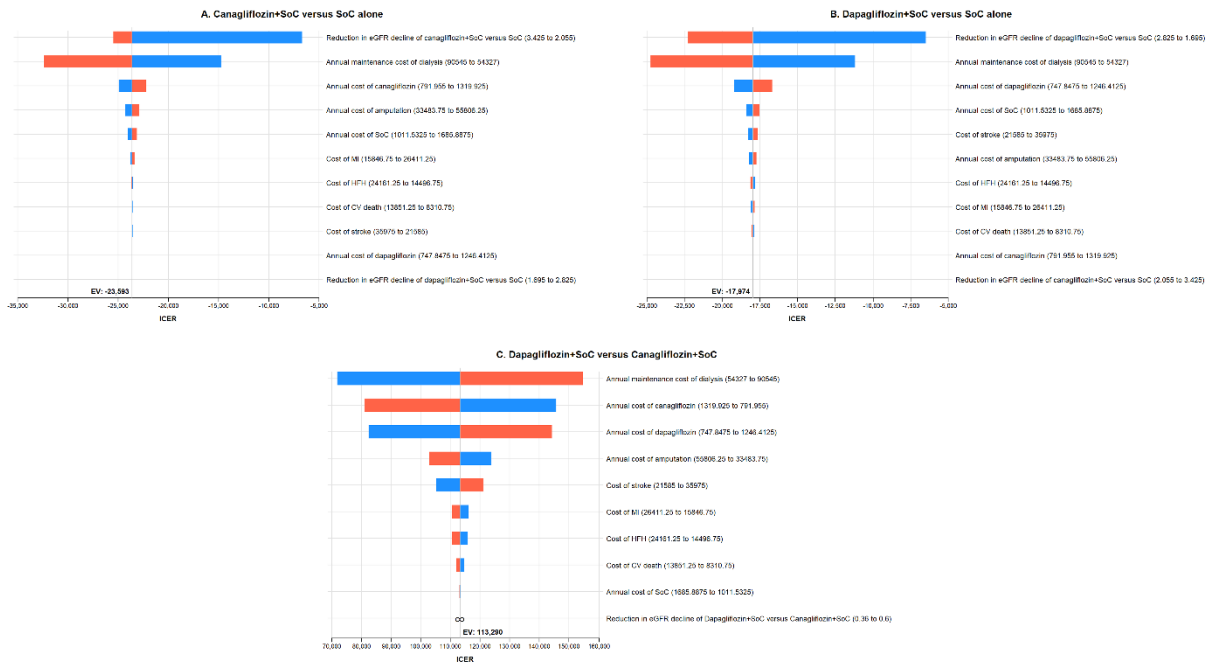 A. Canagliflozin+SoC versus SoC alone
Reduction in eGFR decline of canagliflozin+SoC versus SoC (3.425 to 2.055)
Annual maintenance cost of dialysis (90545 to 54327)
Annual cost of canagliflozin (791.955 to 1319.925)
Annual cost of amputation (33483.75 to 55806.25)
Annual cost of SoC (1011.5325 to 1685.8875)
Cost of MI (15846.75 to 26411.25)
Cost of HFH (24161.25 to 14496.75)
Cost of CV death (13851.25 to 8310.75)
Cost of stroke (35975 to 21585)
Annual cost of dapagliflozin (747.8475 to 1246.4125)
Reduction in eGFR decline of dapagliflozin+SoC versus SoC (1.695 to 2.825)
EV: -23,593
-35,000 -30,000 -25,000 -20,000 -15,000 -10,000 -5,000
ICER
B. Dapagliflozin+SoC versus SoC alone
Reduction in eGFR decline of dapagliflozin+SoC versus SoC (2.825 to 1.695)
Annual maintenance cost of dialysis (90545 to 54327)
Annual cost of dapagliflozin (747.8475 to 1246.4125)
Annual cost of SoC (1011.5325 to 1685.8875)
Cost of stroke (21585 to 35975)
Annual cost of amputation (33483.75 to 55806.25)
Cost of HFH (24161.25 to 14496.75)
Cost of MI (15846.75 to 26411.25)
Cost of CV death (13851.25 to 8310.75)
Annual cost of canagliflozin (791.955 to 1319.925)
Reduction in eGFR decline of canagliflozin+SoC versus SoC (2.055 to 3.425)
EV: -17,974
-25,000 -22,500 -20,000 -17,500 -15,000 -12,500 -10,000 -7,500 -5,000
ICER
C. Dapagliflozin+SoC versus Canagliflozin+SoC
Annual maintenance cost of dialysis (54327 to 90545)
Annual cost of canagliflozin (1319.925 to 791.955)
Annual cost of dapagliflozin (747.8475 to 1246.4125)
Annual cost of amputation (55806.25 to 33483.75)
Cost of stroke (21585 to 35975)
Cost of MI (26411.25 to 15846.75)
Cost of HFH (24161.25 to 14496.75)
Cost of CV death (13851.25 to 8310.75)
Annual cost of SoC (1685.8875 to 1011.5325)
∞ Reduction in eGFR decline of Dapagliflozin+SoC versus Canagliflozin+SoC (0.36 to 0.6)
EV: 113,290
70,000 80,000 90,000 100,000 110,000 120,000 130,000 140,000 150,000 160,000
ICER